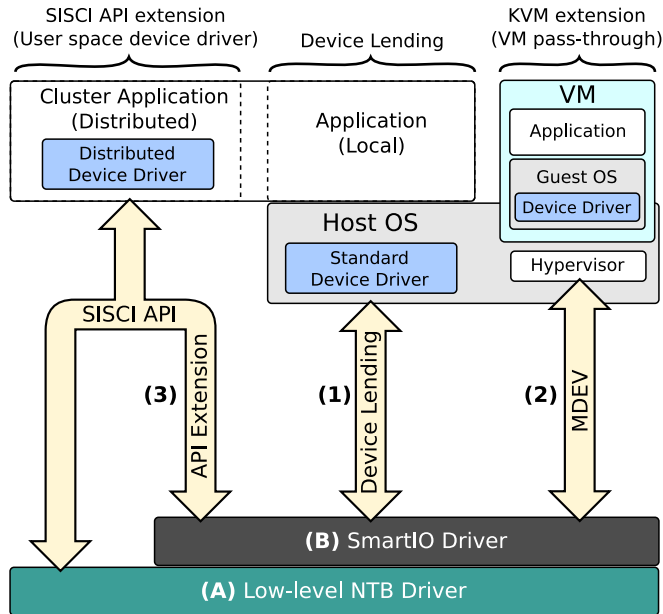 SISCI API extension
(User space device driver)
Device Lending
KVM extension
(VM pass-through)
Cluster Application
(Distributed)
Distributed
Device Driver
Application
(Local)
VM
Application
Guest OS
Device Driver
Host OS
Standard
Device Driver
Hypervisor
SISCI API
(3)
API Extension
(1)
Device Lending
(2)
MDEV
(B) SmartIO Driver
(A) Low-level NTB Driver